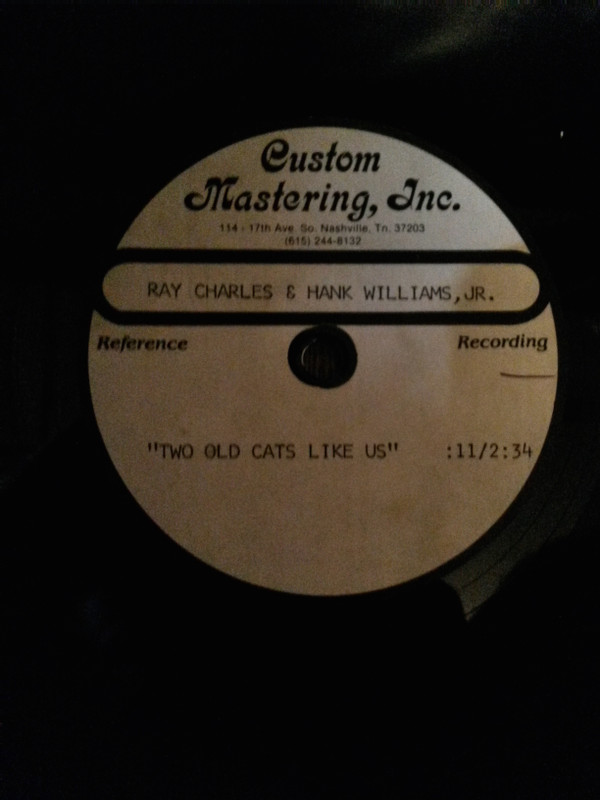 Custom
Mastering, Inc.
114 - 17th Ave. So. Nashville, Tn. 37203
(615) 244-8132
RAY CHARLES & HANK WILLIAMS,JR.
Reference Recording
"TWO OLD CATS LIKE US" :11/2:34